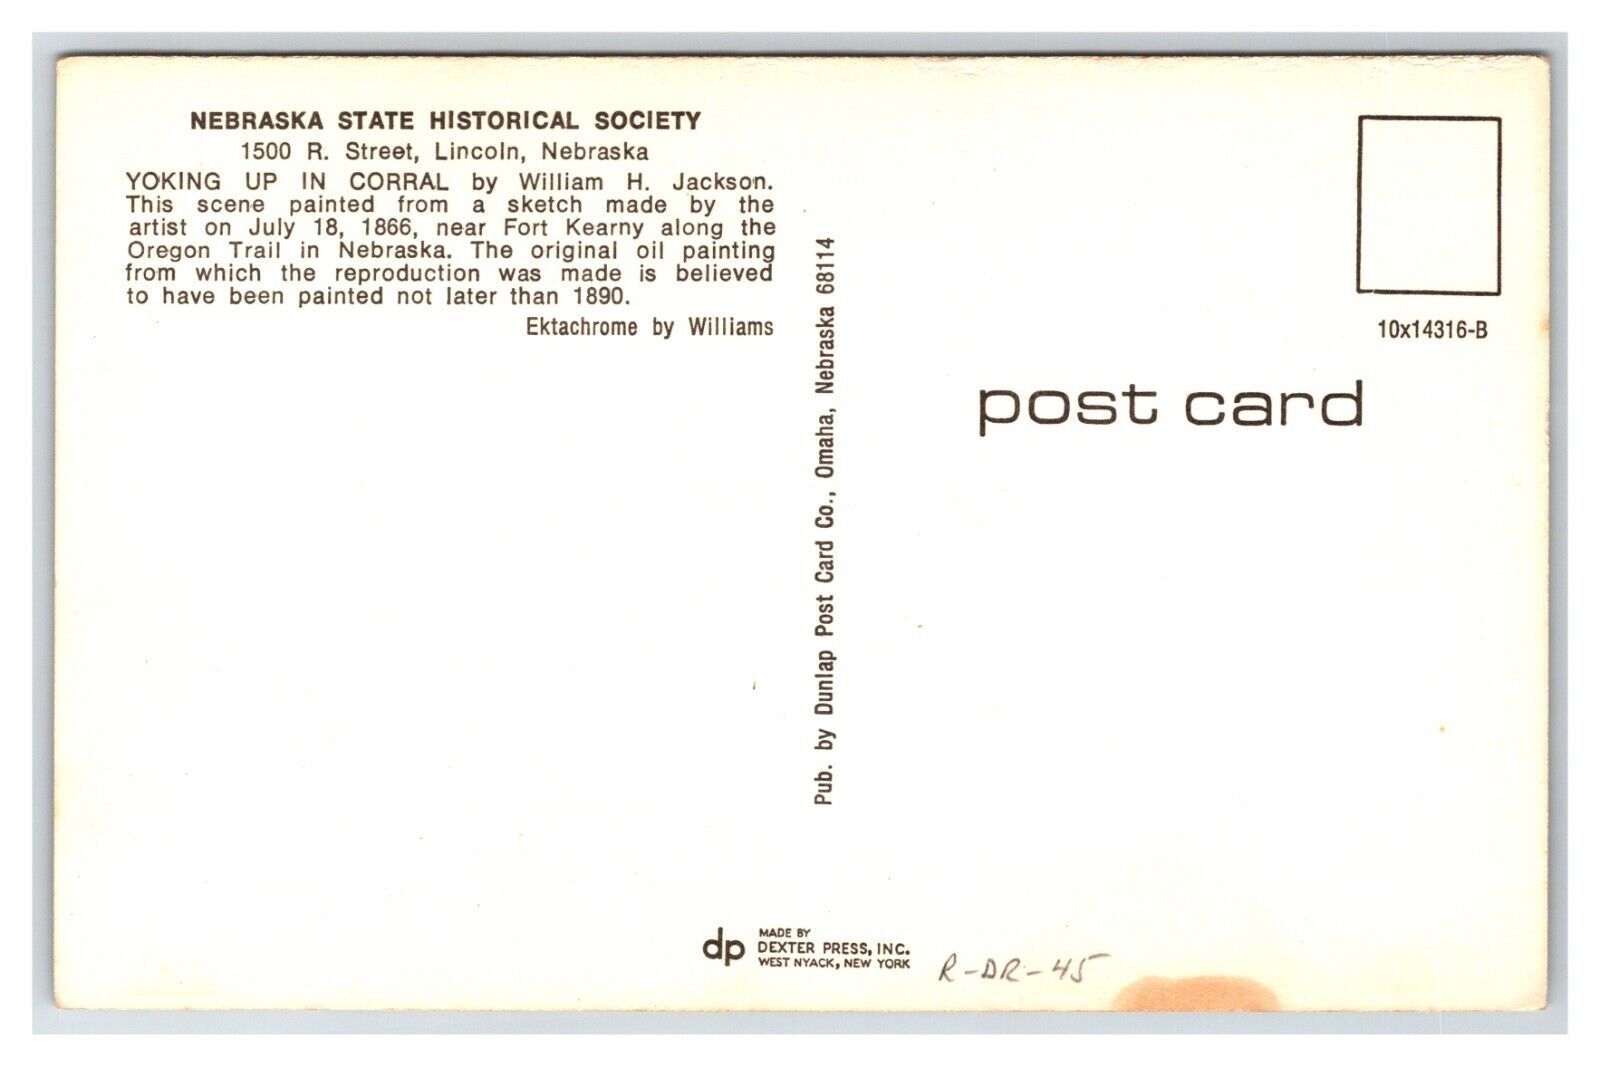 NEBRASKA STATE HISTORICAL SOCIETY
1500 R. Street, Lincoln, Nebraska
YOKING UP IN CORRAL by William H. Jackson.
This scene painted from a sketch made by the
artist on July 18, 1866, near Fort Kearny along the
Oregon Trail in Nebraska. The original oil painting
from which the reproduction was made is believed
to have been painted not later than 1890.
Ektachrome by Williams
Pub. by Dunlap Post Card Co., Omaha, Nebraska 68114
10x14316-B
post card
dp
MADE BY
DEXTER PRESS, INC.
WEST NYACK, NEW YORK
R-DR-45